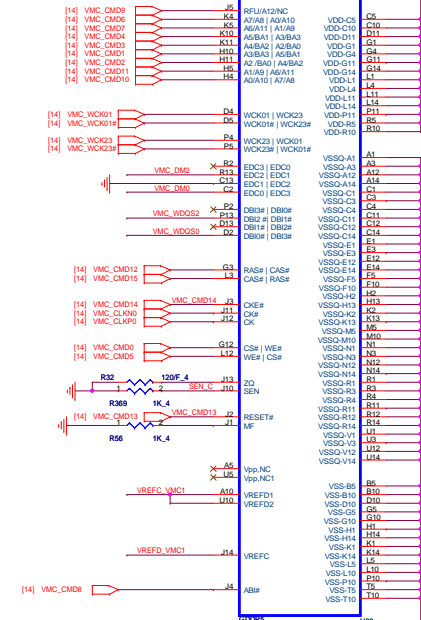 [14] VMC_CMD9 J5 RFU/A12/NC
[14] VMC_CMD6 K4 A7/A8 | A0/A10
[14] VMC_CMD7 K5 A6/A11 | A1/A9
[14] VMC_CMD4 K10 A5/BA1 | A3/BA3
[14] VMC_CMD3 K11 A4/BA2 | A2/BA0
[14] VMC_CMD1 H10 A3/BA3 | A5/BA1
[14] VMC_CMD2 H11 A2 /BA0 | A4/BA2
[14] VMC_CMD11 H5 A1/A9 | A6/A11
[14] VMC_CMD10 H4 A0/A10 | A7/A8
VDD-C5 C5
VDD-C10 C10
VDD-D11 D11
VDD-G1 G1
VDD-G4 G4
VDD-G11 G11
VDD-G14 G14
VDD-L1 L1
VDD-L4 L4
VDD-L11 L11
VDD-L14 L14
VDD-P11 P11
VDD-R5 R5
VDD-R10 R10
[14] VMC_WCK01 D4 WCK01 | WCK23
[14] VMC_WCK01# D5 WCK01# | WCK23#
[14] VMC_WCK23 P4 WCK23 | WCK01
[14] VMC_WCK23# P5 WCK23# | WCK01#
R2 EDC3 | EDC0
VMC_DM2 R13 EDC2 | EDC1
C13 EDC1 | EDC2
VMC_DM0 C2 EDC0 | EDC3
P2 DBI3# | DBI0#
VMC_WDQS2 P13 DBI2 # | DBI1#
D13 DBI1# | DBI2#
VMC_WDQS0 D2 DBI0# | DBI3#
[14] VMC_CMD12 G3 RAS# | CAS#
[14] VMC_CMD15 L3 CAS# | RAS#
[14] VMC_CMD14 VMC_CMD14 J3 CKE#
[14] VMC_CLKN0 J11 CK#
[14] VMC_CLKP0 J12 CK
[14] VMC_CMD0 G12 CS# | WE#
[14] VMC_CMD5 L12 WE# | CS#
R32 120/F_4 J13 ZQ
1 2 SEN_C J10 SEN
R369 1K_4
[14] VMC_CMD13 VMC_CMD13 J2 RESET#
1 2 J1 MF
R56 1K_4
A5 Vpp,NC
U5 Vpp,NC1
VREFC_VMC1 A10 VREFD1
U10 VREFD2
VREFD_VMC1 J14 VREFC
[14] VMC_CMD8 J4 ABI#
VSSQ-A1 A1
VSSQ-A3 A3
VSSQ-A12 A12
VSSQ-A14 A14
VSSQ-C1 C1
VSSQ-C3 C3
VSSQ-C4 C4
VSSQ-C11 C11
VSSQ-C12 C12
VSSQ-C14 C14
VSSQ-E1 E1
VSSQ-E3 E3
VSSQ-E12 E12
VSSQ-E14 E14
VSSQ-F5 F5
VSSQ-F10 F10
VSSQ-H2 H2
VSSQ-H13 H13
VSSQ-K2 K2
VSSQ-K13 K13
VSSQ-M5 M5
VSSQ-M10 M10
VSSQ-N1 N1
VSSQ-N3 N3
VSSQ-N12 N12
VSSQ-N14 N14
VSSQ-R1 R1
VSSQ-R3 R3
VSSQ-R4 R4
VSSQ-R11 R11
VSSQ-R12 R12
VSSQ-R14 R14
VSSQ-V1 U1
VSSQ-V3 U3
VSSQ-V12 U12
VSSQ-V14 U14
VSS-B5 B5
VSS-B10 B10
VSS-D10 D10
VSS-G5 G5
VSS-G10 G10
VSS-H1 H1
VSS-H14 H14
VSS-K1 K1
VSS-K14 K14
VSS-L5 L5
VSS-L10 L10
VSS-P10 P10
VSS-T5 T5
VSS-T10 T10